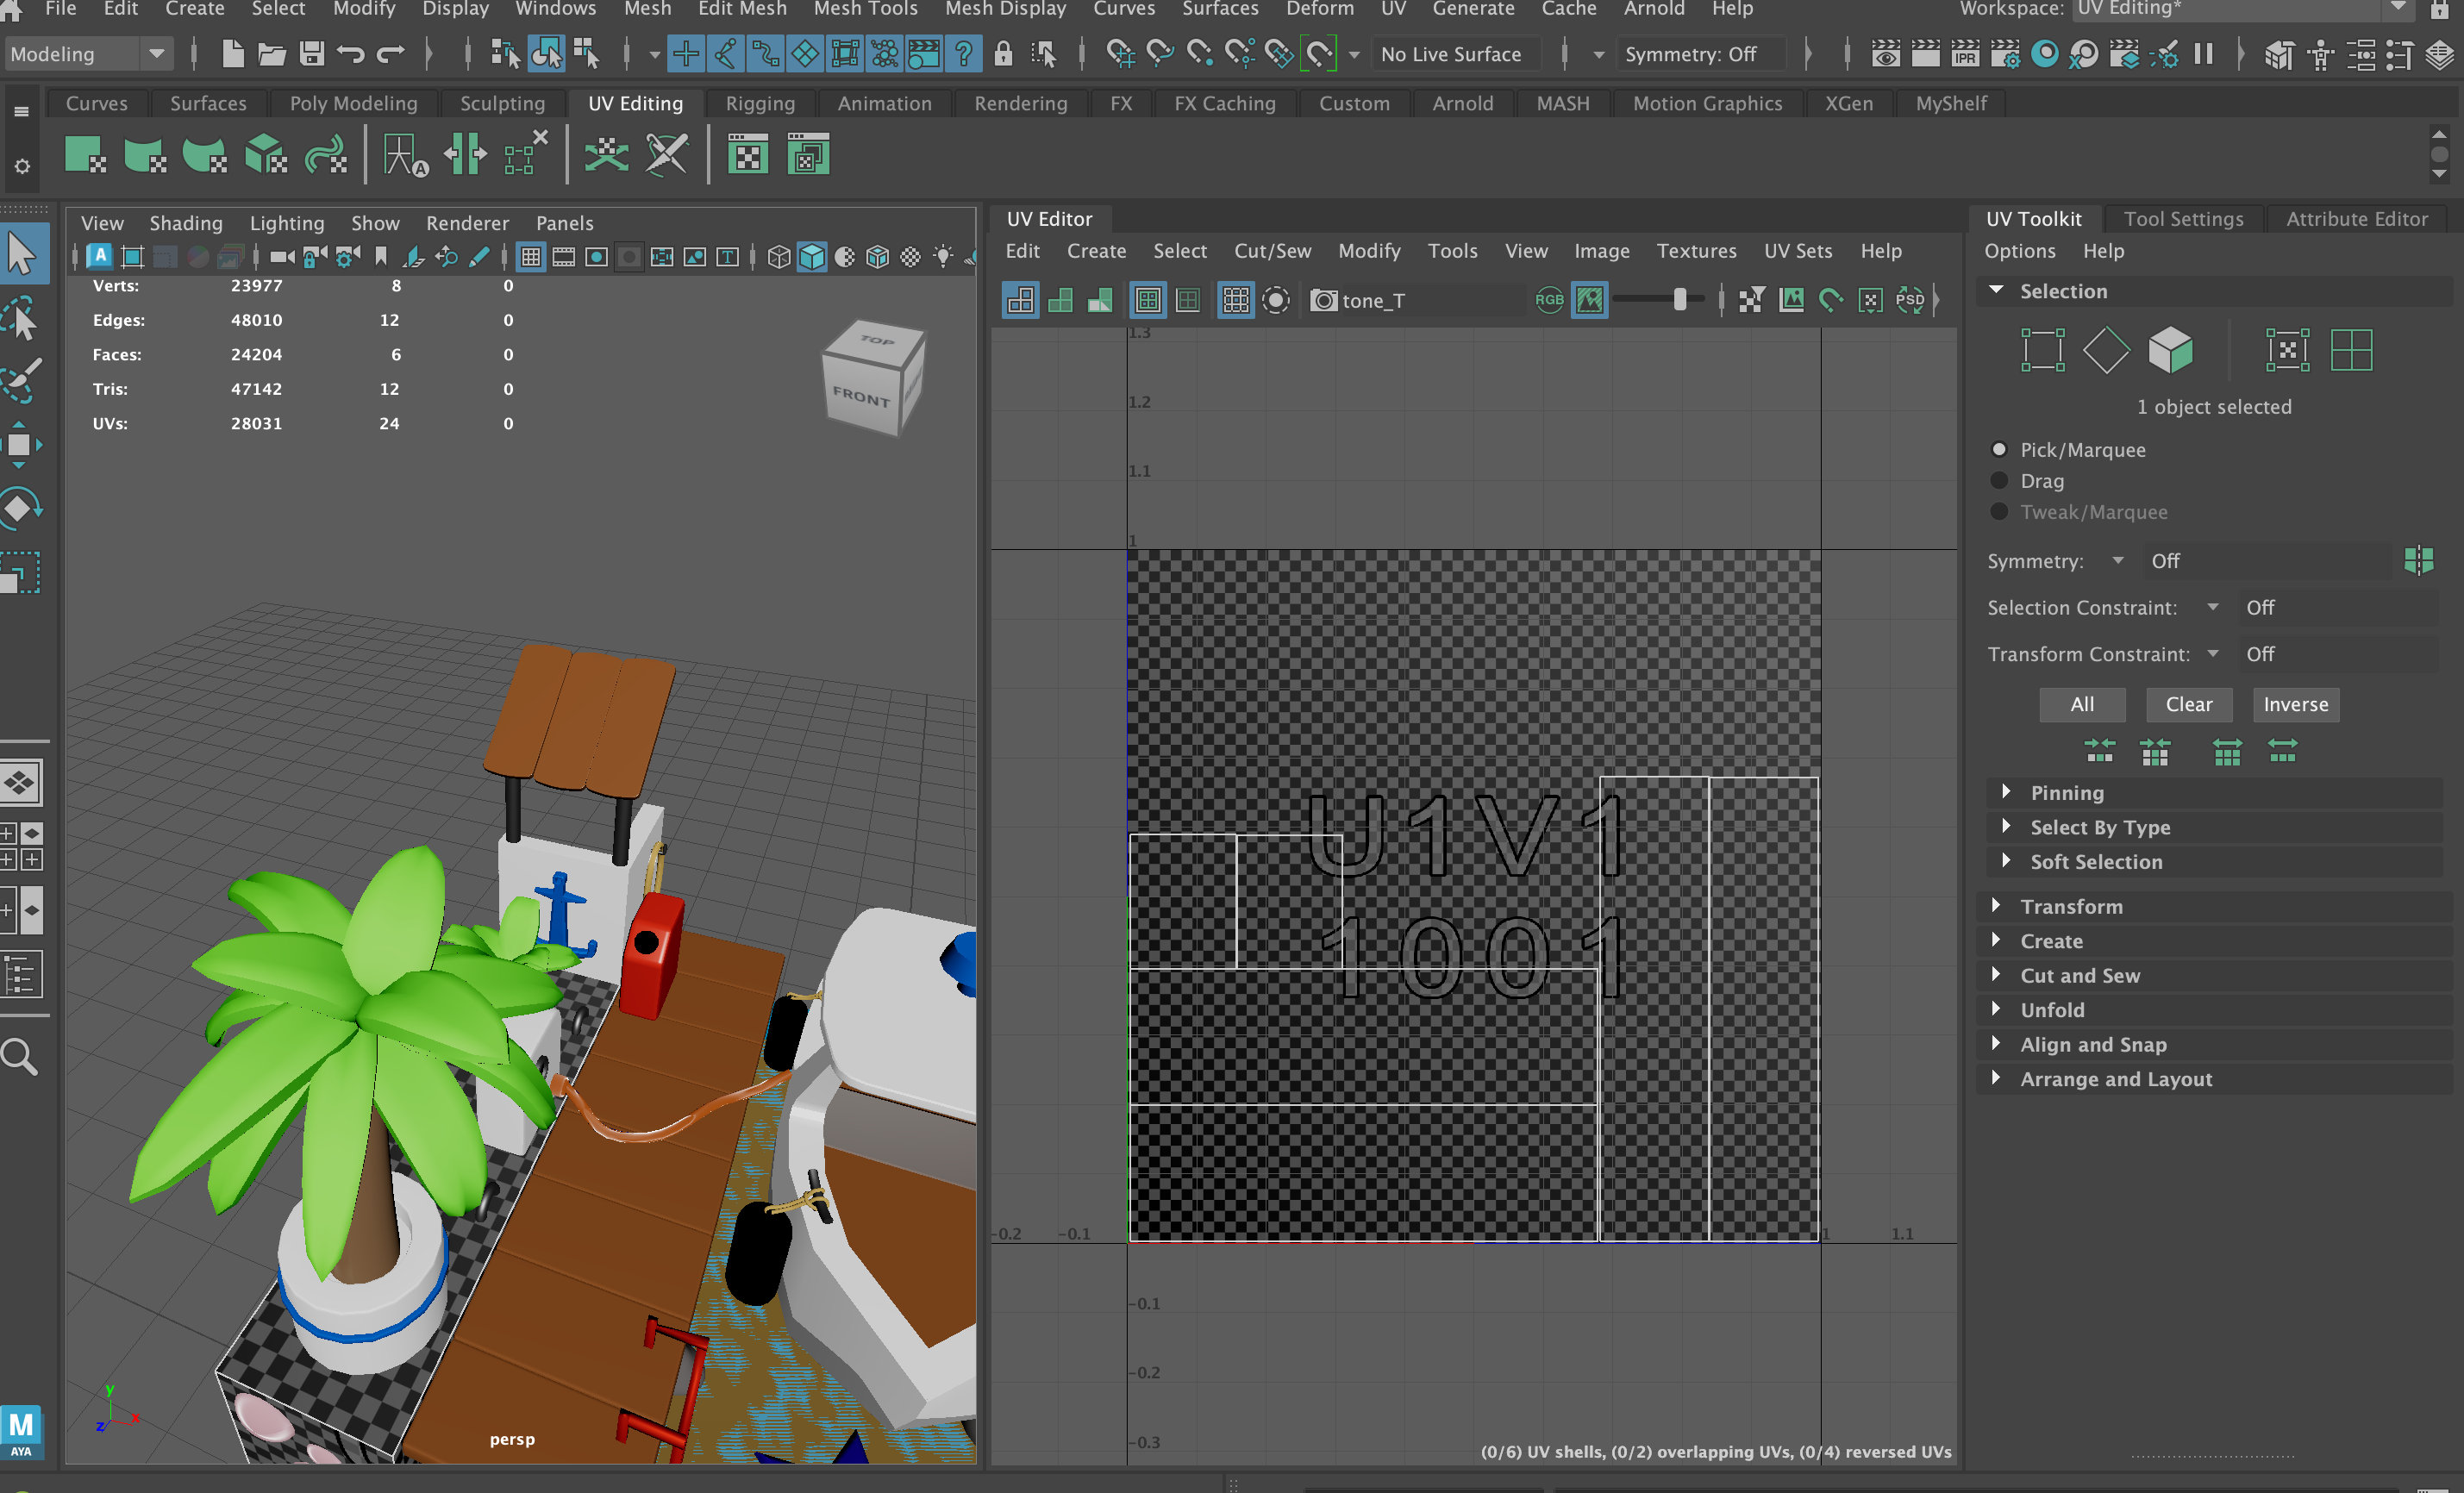 File Edit Create Select Modify Display Windows Mesh Edit Mesh Mesh Tools Mesh Display Curves Surfaces Deform UV Generate Cache Arnold Help Workspace: UV Editing*
Modeling No Live Surface Symmetry: Off IPR
Curves Surfaces Poly Modeling Sculpting UV Editing Rigging Animation Rendering FX FX Caching Custom Arnold MASH Motion Graphics XGen MyShelf
View Shading Lighting Show Renderer Panels
Verts: 23977 8 0
Edges: 48010 12 0
Faces: 24204 6 0
Tris: 47142 12 0
UVs: 28031 24 0
TOP
FRONT
y
x
z
persp
M
AYA
UV Editor
Edit Create Select Cut/Sew Modify Tools View Image Textures UV Sets Help
tone_T RGB PSD
1.3
1.2
1.1
1
U1V1
1001
-0.2 -0.1 1 1.1
-0.1
-0.2
-0.3
(0/6) UV shells, (0/2) overlapping UVs, (0/4) reversed UVs
UV Toolkit Tool Settings Attribute Editor
Options Help
Selection
1 object selected
Pick/Marquee
Drag
Tweak/Marquee
Symmetry: Off
Selection Constraint: Off
Transform Constraint: Off
All Clear Inverse
Pinning
Select By Type
Soft Selection
Transform
Create
Cut and Sew
Unfold
Align and Snap
Arrange and Layout